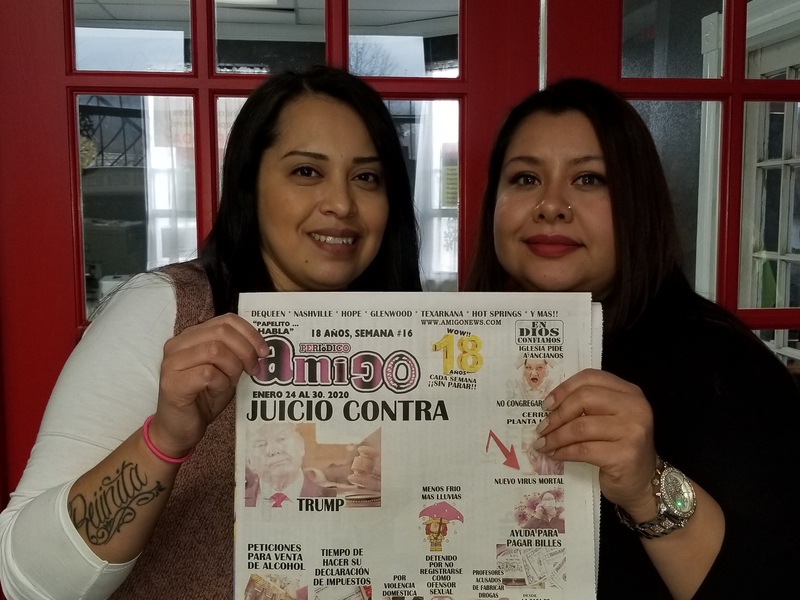 DEQUEEN * NASHVILLE * HOPE * GLENWOOD * TEXARKANA * HOT SPRINGS * Y MAS!!
"PAPELITO ...
HABLA"
18 AÑOS, SEMANA #16
WWW.AMIGONEWS.COM
PERIÓDICO
amiGO
ENERO 24 AL 30. 2020
WOW!!
18
AÑOS
CADA SEMANA
¡¡SIN PARAR!!
EN
DIOS
CONFIAMOS
IGLESIA PIDE
A ANCIANOS
NO CONGREGAR
JUICIO CONTRA
TRUMP
CERRA
PLANTA
NUEVO VIRUS MORTAL
MENOS FRIO
MAS LLUVIAS
AYUDA PARA
PAGAR BILLES
PETICIONES
PARA VENTA
DE ALCOHOL
TIEMPO DE
HACER SU
DECLARACIÓN
DE IMPUESTOS
POR
VIOLENCIA
DOMESTICA
DETENIDO
POR NO
REGISTRARSE
COMO
OFENSOR
SEXUAL
PROFESORES
ACUSADOS
DE FABRICAR
DROGAS